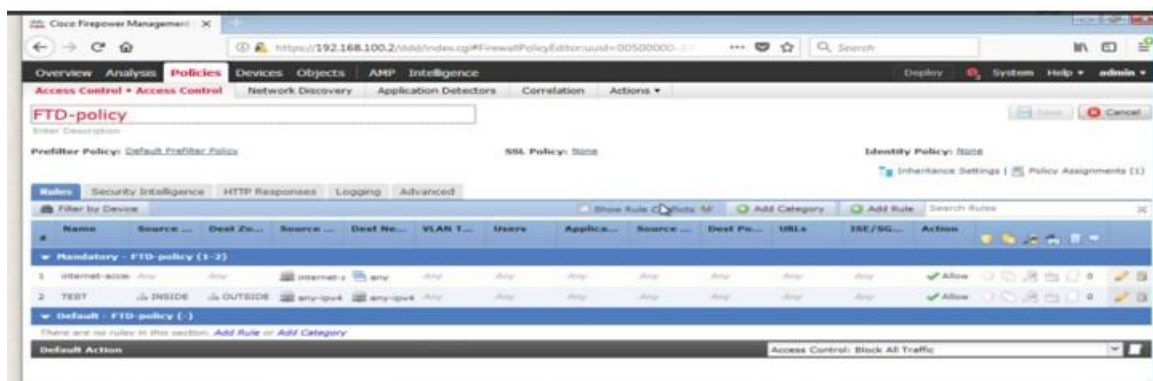 Cisco Firepower Management
https://192.168.100.2/ddd/index.cgi#FirewallPolicyEditor:uuid=00500000- Search
Overview Analysis Policies Devices Objects AMP Intelligence Deploy System Help admin
Access Control • Access Control Network Discovery Application Detectors Correlation Actions
FTD-policy Save Cancel
Enter Description
Prefilter Policy: Default Prefilter Policy SSL Policy: None Identity Policy: None
Inheritance Settings | Policy Assignments (1)
Rules Security Intelligence HTTP Responses Logging Advanced
Filter by Device Show Rule Conflicts Add Category Add Rule Search Rules
# Name Source ... Dest Zo... Source ... Dest Ne... VLAN T... Users Applica... Source ... Dest Po... URLs ISE/SG... Action
Mandatory - FTD-policy (1-2)
1 internet-acces Any Any any Any Any Any Any Any Any Any Allow 0
2 TEST INSIDE OUTSIDE any-ipv4 any-ipv4 Any Any Any Any Any Any Any Allow 0
Default - FTD-policy (-)
There are no rules in this section. Add Rule or Add Category
Default Action Access Control: Block All Traffic